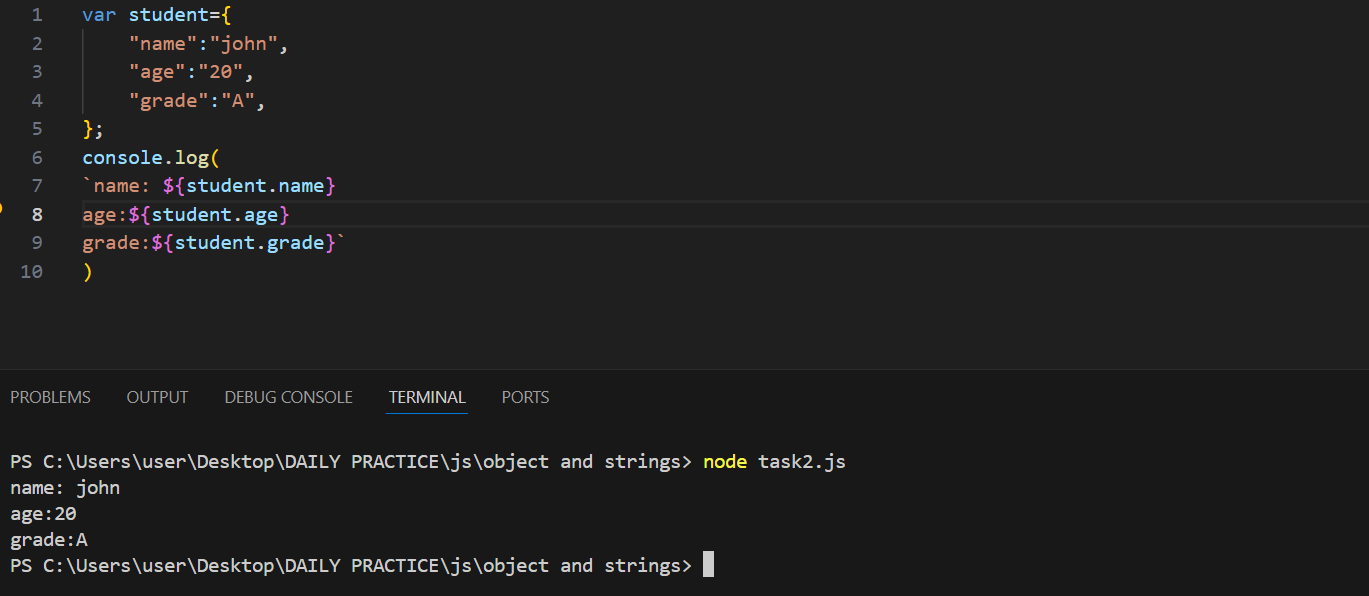 1 var student={
2 "name":"john",
3 "age":"20",
4 "grade":"A",
5 };
6 console.log(
7 `name: ${student.name}
8 age:${student.age}
9 grade:${student.grade}`
10 )
PROBLEMS OUTPUT DEBUG CONSOLE TERMINAL PORTS
PS C:\Users\user\Desktop\DAILY PRACTICE\js\object and strings> node task2.js
name: john
age:20
grade:A
PS C:\Users\user\Desktop\DAILY PRACTICE\js\object and strings>